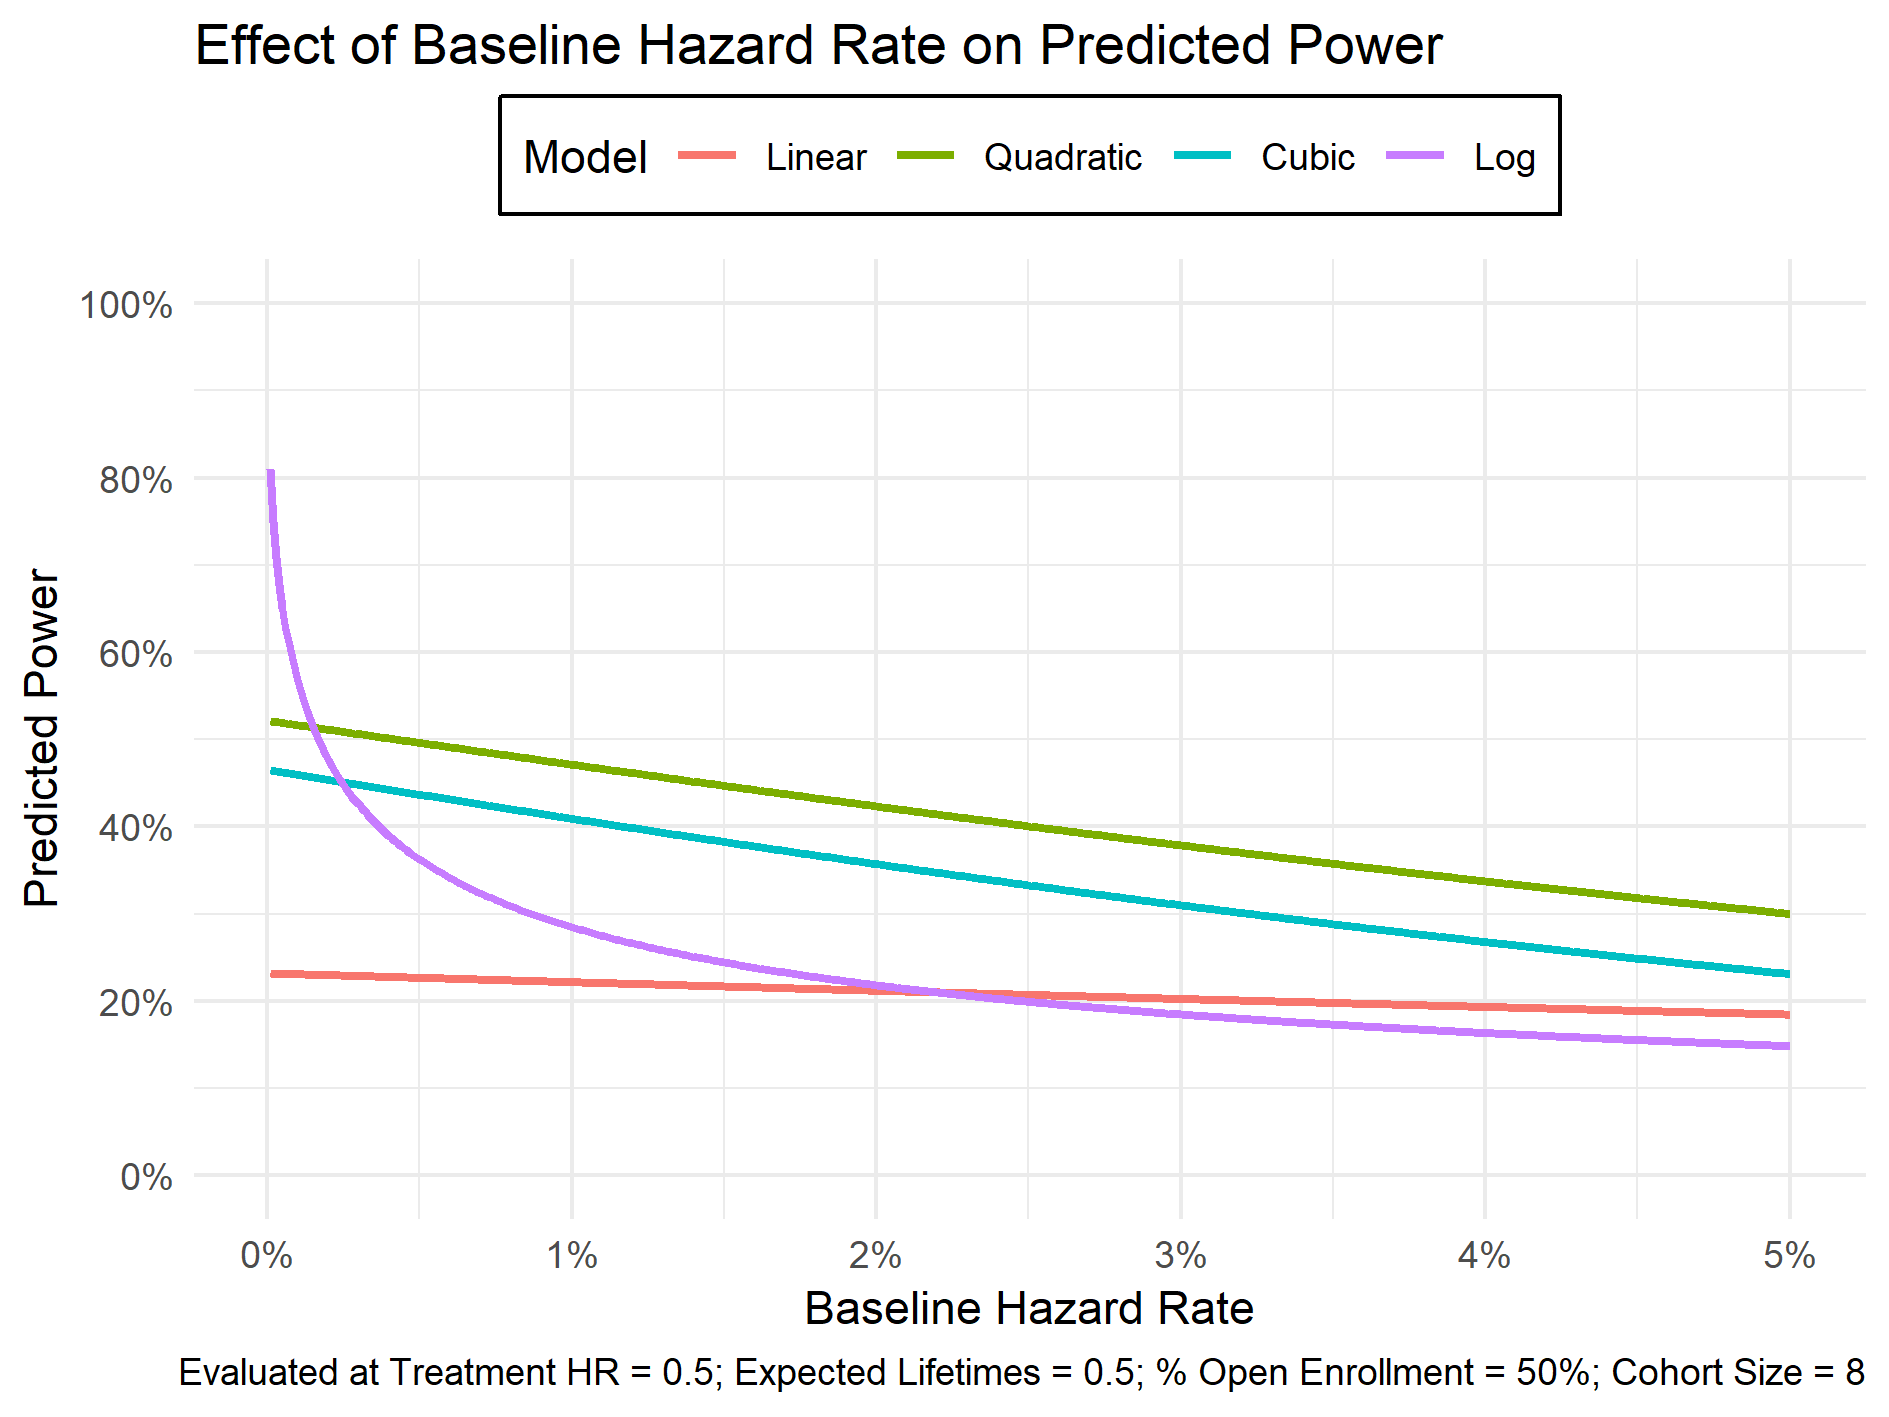 Effect of Baseline Hazard Rate on Predicted Power
Model Linear Quadratic Cubic Log
Predicted Power
100%
80%
60%
40%
20%
0%
0% 1% 2% 3% 4% 5%
Baseline Hazard Rate
Evaluated at Treatment HR = 0.5; Expected Lifetimes = 0.5; % Open Enrollment = 50%; Cohort Size = 8